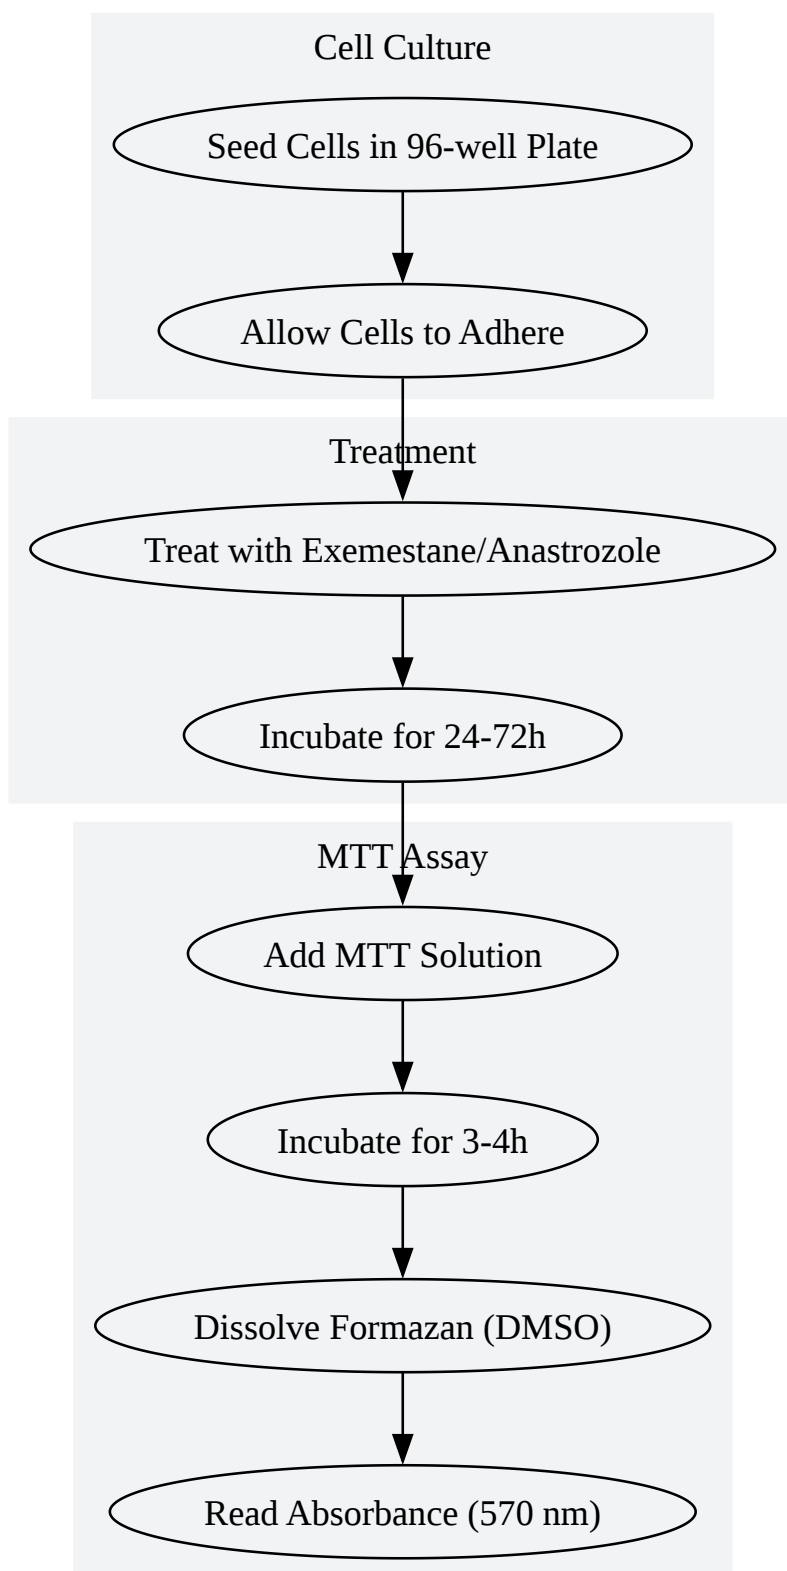 Cell Culture
Seed Cells in 96-well Plate
Allow Cells to Adhere
Treatment
Treat with Exemestane/Anastrozole
Incubate for 24-72h
MTT Assay
Add MTT Solution
Incubate for 3-4h
Dissolve Formazan (DMSO)
Read Absorbance (570 nm)